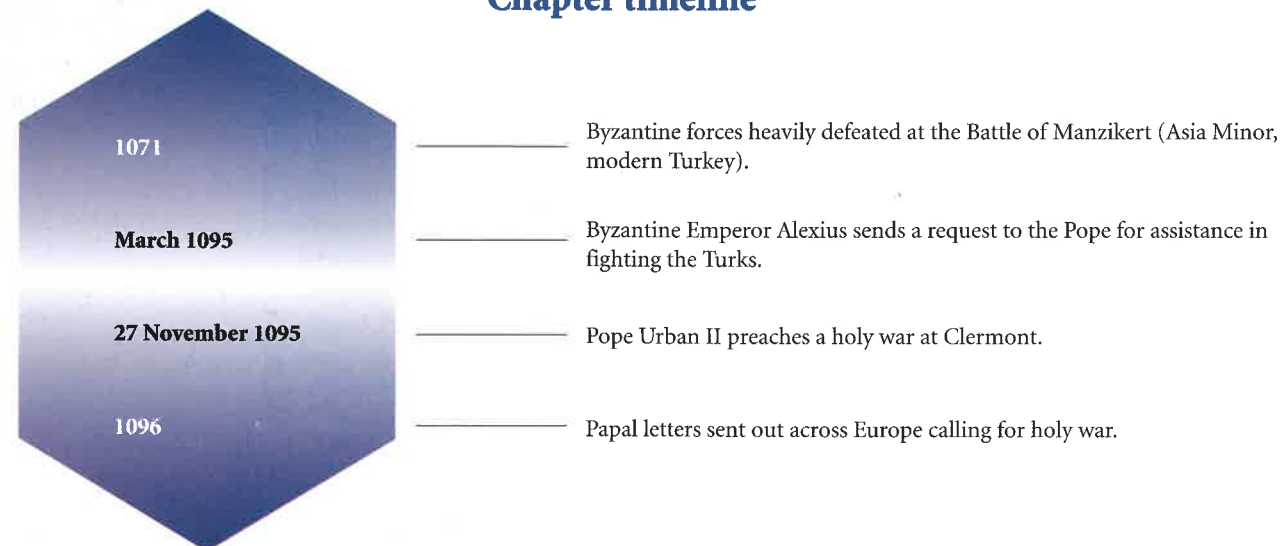 Chapter timeline
1071
Byzantine forces heavily defeated at the Battle of Manzikert (Asia Minor,
modern Turkey).
March 1095
Byzantine Emperor Alexius sends a request to the Pope for assistance in
fighting the Turks.
27 November 1095
Pope Urban II preaches a holy war at Clermont.
1096
Papal letters sent out across Europe calling for holy war.